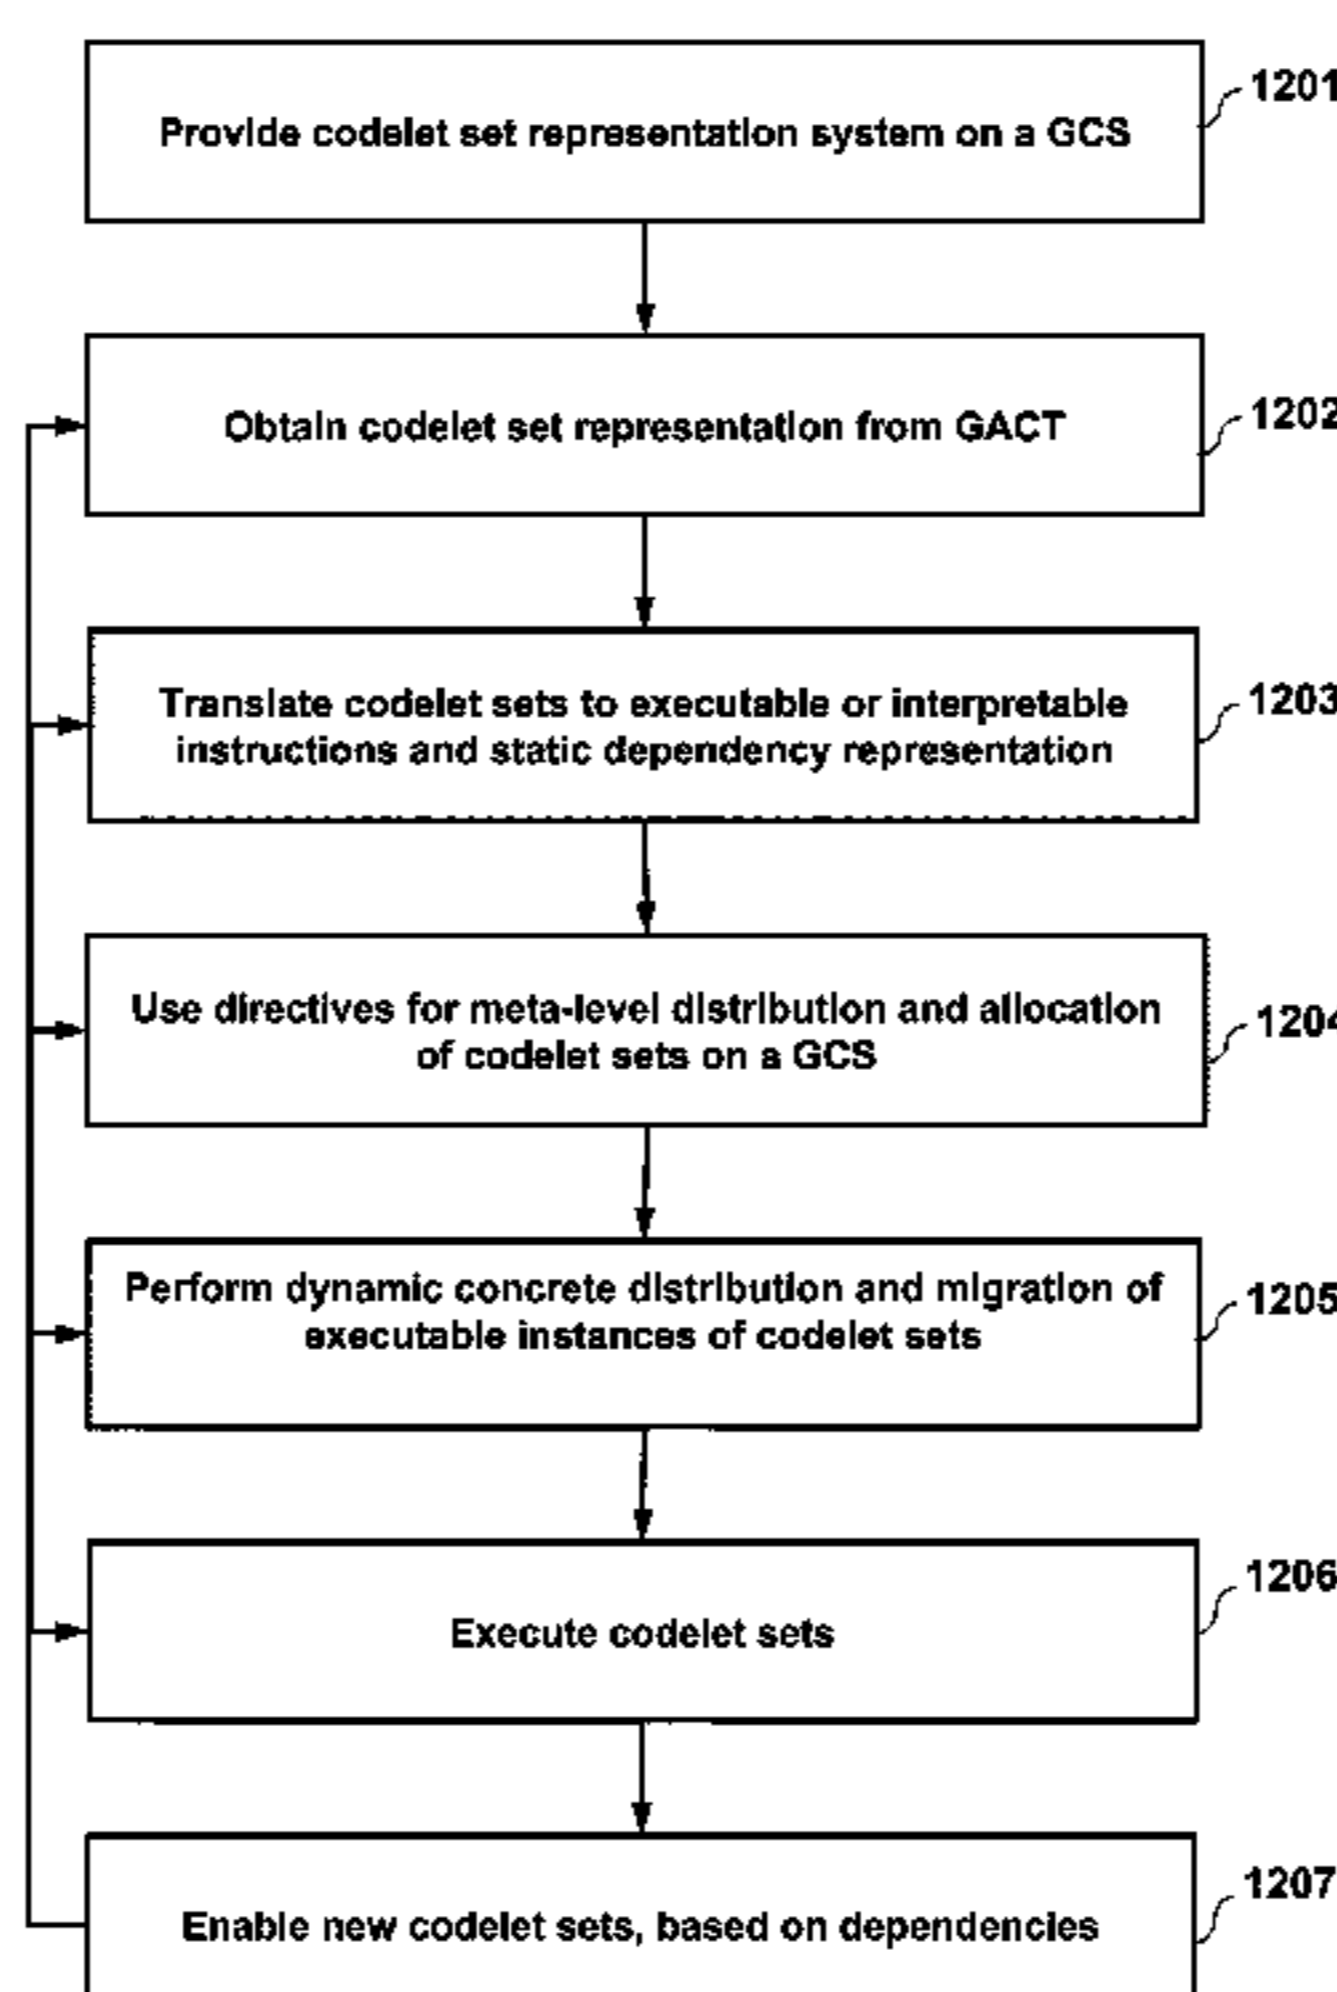 Provide codelet set representation system on a GCS
1201
Obtain codelet set representation from GACT
1202
Translate codelet sets to executable or interpretable
instructions and static dependency representation
1203
Use directives for meta-level distribution and allocation
of codelet sets on a GCS
1204
Perform dynamic concrete distribution and migration of
executable instances of codelet sets
1205
Execute codelet sets
1206
Enable new codelet sets, based on dependencies
1207